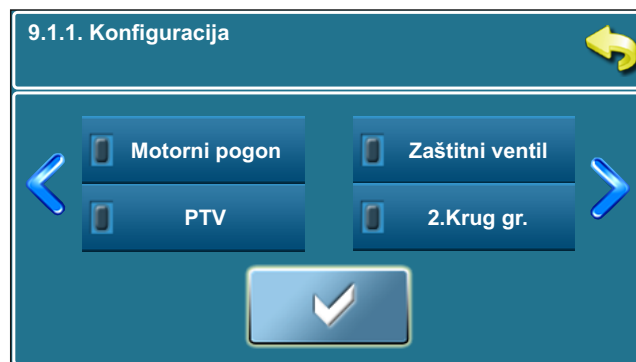 9.1.1. Konfiguracija
Motorni pogon
Zaštitni ventil
PTV
2.Krug gr.